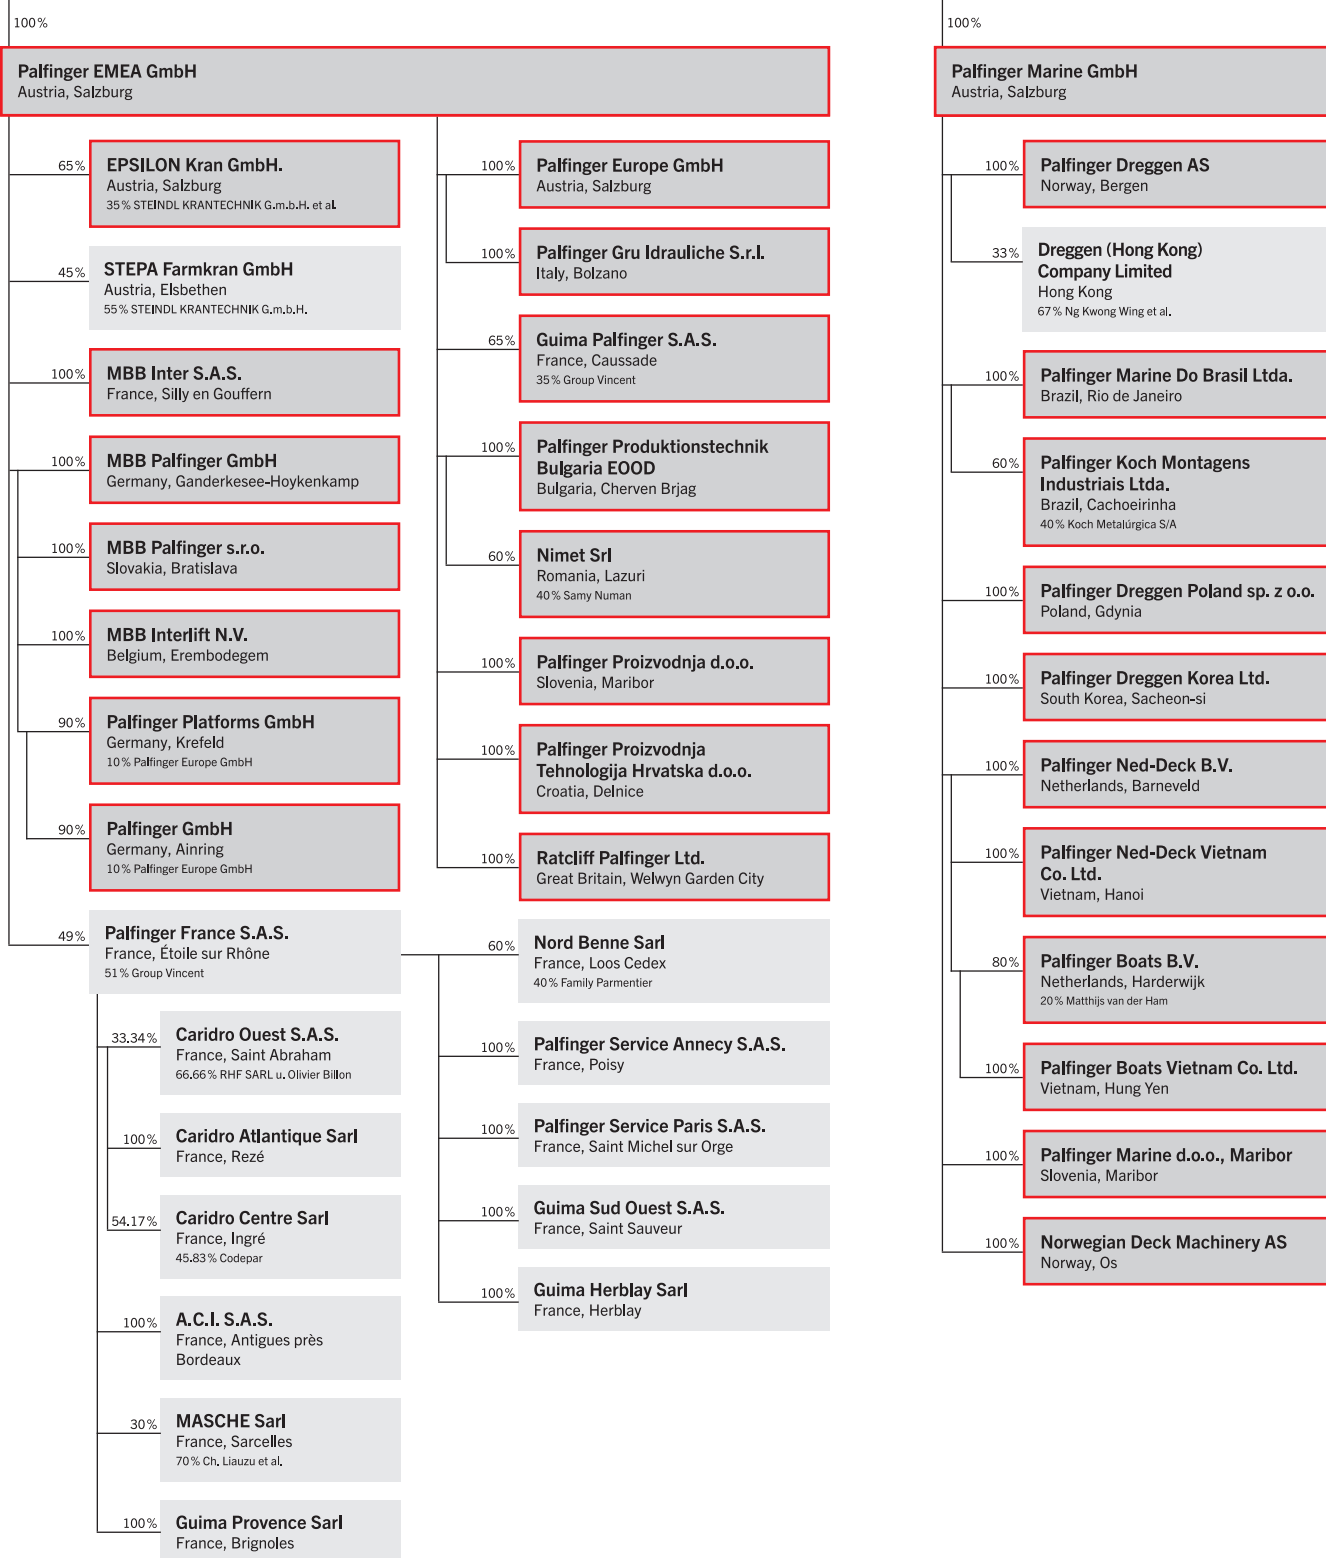 100%
Palfinger EMEA GmbH
Austria, Salzburg
65%
EPSILON Kran GmbH.
Austria, Salzburg
35% STEINDL KRANTECHNIK G.m.b.H. et al.
45%
STEPA Farmkran GmbH
Austria, Elsbethen
55% STEINDL KRANTECHNIK G.m.b.H.
100%
MBB Inter S.A.S.
France, Silly en Gouffern
100%
MBB Palfinger GmbH
Germany, Ganderkesee-Hoykenkamp
100%
MBB Palfinger s.r.o.
Slovakia, Bratislava
100%
MBB Interlift N.V.
Belgium, Erembodegem
90%
Palfinger Platforms GmbH
Germany, Krefeld
10% Palfinger Europe GmbH
90%
Palfinger GmbH
Germany, Ainring
10% Palfinger Europe GmbH
49%
Palfinger France S.A.S.
France, Étoile sur Rhône
51% Group Vincent
33.34%
Caridro Ouest S.A.S.
France, Saint Abraham
66.66% RHF SARL u. Olivier Billon
100%
Caridro Atlantique Sarl
France, Rezé
54.17%
Caridro Centre Sarl
France, Ingré
45.83% Codepar
100%
A.C.I. S.A.S.
France, Antigues près
Bordeaux
30%
MASCHE Sarl
France, Sarcelles
70% Ch. Liauzu et al.
100%
Guima Provence Sarl
France, Brignoles
100%
Palfinger Europe GmbH
Austria, Salzburg
100%
Palfinger Gru Idrauliche S.r.l.
Italy, Bolzano
65%
Guima Palfinger S.A.S.
France, Caussade
35% Group Vincent
100%
Palfinger Produktionstechnik
Bulgaria EOOD
Bulgaria, Cherven Brjag
60%
Nimet Srl
Romania, Lazuri
40% Samy Numan
100%
Palfinger Proizvodnja d.o.o.
Slovenia, Maribor
100%
Palfinger Proizvodnja
Tehnologija Hrvatska d.o.o.
Croatia, Delnice
100%
Ratcliff Palfinger Ltd.
Great Britain, Welwyn Garden City
60%
Nord Benne Sarl
France, Loos Cedex
40% Family Parmentier
100%
Palfinger Service Annecy S.A.S.
France, Poisy
100%
Palfinger Service Paris S.A.S.
France, Saint Michel sur Orge
100%
Guima Sud Ouest S.A.S.
France, Saint Sauveur
100%
Guima Herblay Sarl
France, Herblay
100%
Palfinger Marine GmbH
Austria, Salzburg
100%
Palfinger Dreggen AS
Norway, Bergen
33%
Dreggen (Hong Kong)
Company Limited
Hong Kong
67% Ng Kwong Wing et al.
100%
Palfinger Marine Do Brasil Ltda.
Brazil, Rio de Janeiro
60%
Palfinger Koch Montagens
Industriais Ltda.
Brazil, Cachoeirinha
40% Koch Metalúrgica S/A
100%
Palfinger Dreggen Poland sp. z o.o.
Poland, Gdynia
100%
Palfinger Dreggen Korea Ltd.
South Korea, Sacheon-si
100%
Palfinger Ned-Deck B.V.
Netherlands, Barneveld
100%
Palfinger Ned-Deck Vietnam
Co. Ltd.
Vietnam, Hanoi
80%
Palfinger Boats B.V.
Netherlands, Harderwijk
20% Matthijs van der Ham
100%
Palfinger Boats Vietnam Co. Ltd.
Vietnam, Hung Yen
100%
Palfinger Marine d.o.o., Maribor
Slovenia, Maribor
100%
Norwegian Deck Machinery AS
Norway, Os